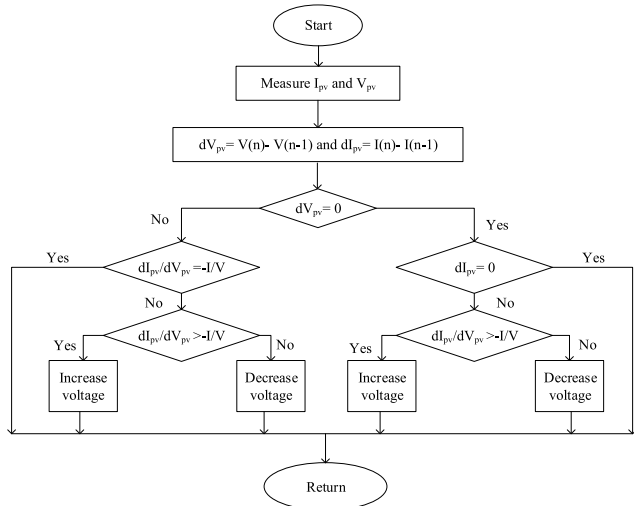 Start
Measure Ipv and Vpv
dVpv= V(n)- V(n-1) and dIpv= I(n)- I(n-1)
dVpv= 0
No
Yes
Yes
dIpv/dVpv =-I/V
dIpv= 0
Yes
No
No
Yes
dIpv/dVpv >-I/V
No
Yes
dIpv/dVpv >-I/V
No
Increase
voltage
Decrease
voltage
Increase
voltage
Decrease
voltage
Return